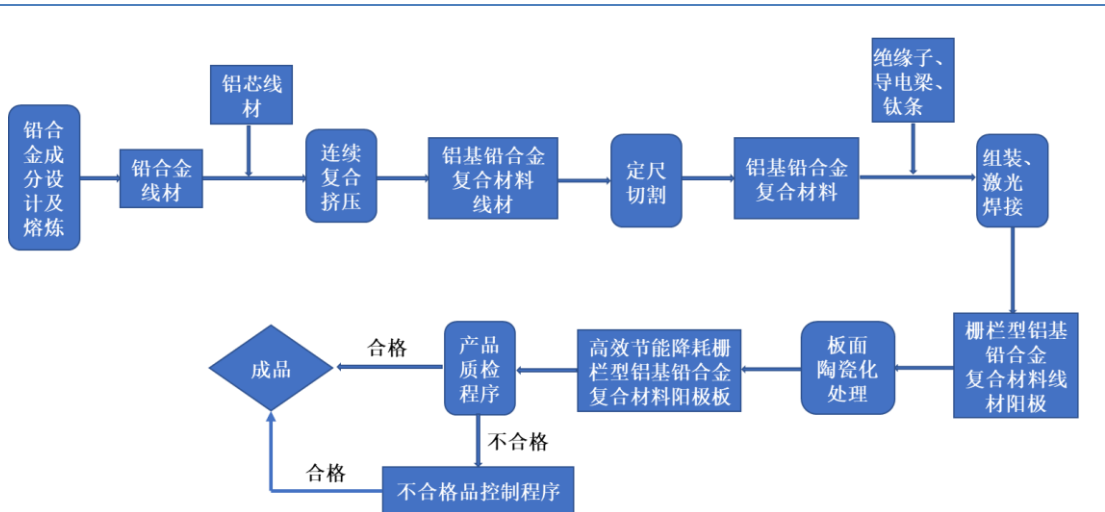 铅合
金成
分设
计及
熔炼
铅合金
线材
铝芯线
材
连续
复合
挤压
铝基铅合金
复合材料
线材
定尺
切割
铝基铅合金
复合材料
绝缘子、
导电梁、
钛条
组装、
激光
焊接
栅栏型铝基
铅合金
复合材料线
材阳极
板面
陶瓷化
处理
高效节能降耗栅
栏型铝基铅合金
复合材料阳极板
产品
质检
程序
合格
成品
不合格
不合格品控制程序
合格